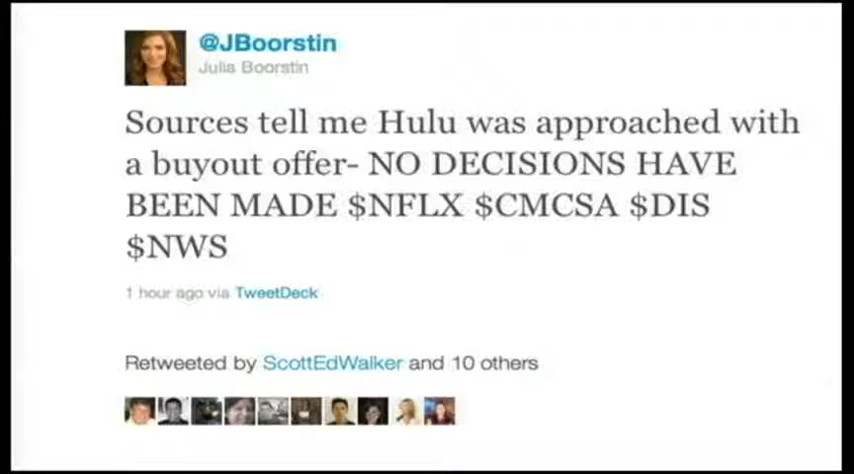 @JBoorstin
Julia Boorstin
Sources tell me Hulu was approached with
a buyout offer- NO DECISIONS HAVE
BEEN MADE $NFLX $CMCSA $DIS
$NWS
1 hour ago via TweetDeck
Retweeted by ScottEdWalker and 10 others